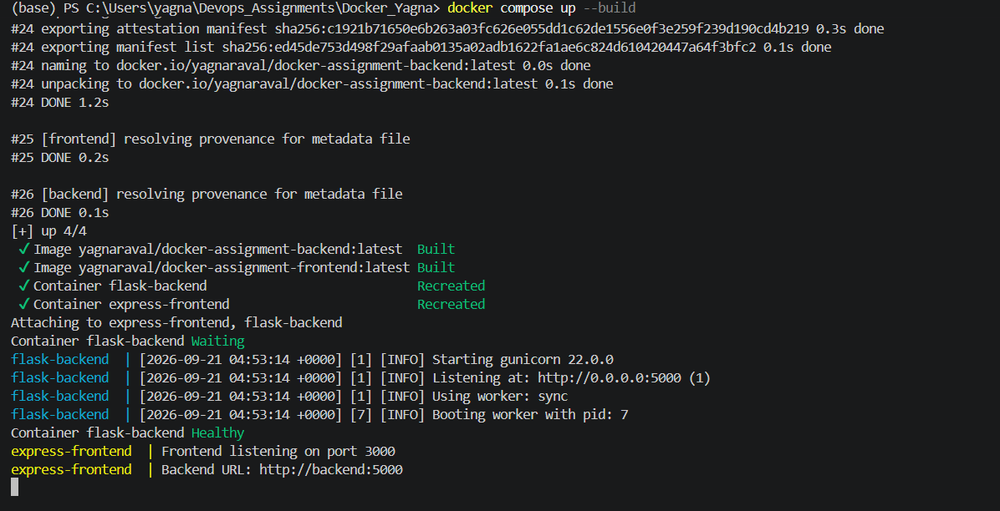 (base) PS C:\Users\yagna\Devops_Assignments\Docker_Yagna> docker compose up --build
#24 exporting attestation manifest sha256:c1921b71650e6b263a03fc626e055dd1c62de1556e0f3e259f239d190cd4b219 0.3s done
#24 exporting manifest list sha256:ed45de753d498f29afaab0135a02adb1622fa1ae6c824d610420447a64f3bfc2 0.1s done
#24 naming to docker.io/yagnaraval/docker-assignment-backend:latest 0.0s done
#24 unpacking to docker.io/yagnaraval/docker-assignment-backend:latest 0.1s done
#24 DONE 1.2s
#25 [frontend] resolving provenance for metadata file
#25 DONE 0.2s
#26 [backend] resolving provenance for metadata file
#26 DONE 0.1s
[+] up 4/4
✔ Image yagnaraval/docker-assignment-backend:latest Built
✔ Image yagnaraval/docker-assignment-frontend:latest Built
✔ Container flask-backend Recreated
✔ Container express-frontend Recreated
Attaching to express-frontend, flask-backend
Container flask-backend Waiting
flask-backend | [2026-09-21 04:53:14 +0000] [1] [INFO] Starting gunicorn 22.0.0
flask-backend | [2026-09-21 04:53:14 +0000] [1] [INFO] Listening at: http://0.0.0.0:5000 (1)
flask-backend | [2026-09-21 04:53:14 +0000] [1] [INFO] Using worker: sync
flask-backend | [2026-09-21 04:53:14 +0000] [7] [INFO] Booting worker with pid: 7
Container flask-backend Healthy
express-frontend | Frontend listening on port 3000
express-frontend | Backend URL: http://backend:5000